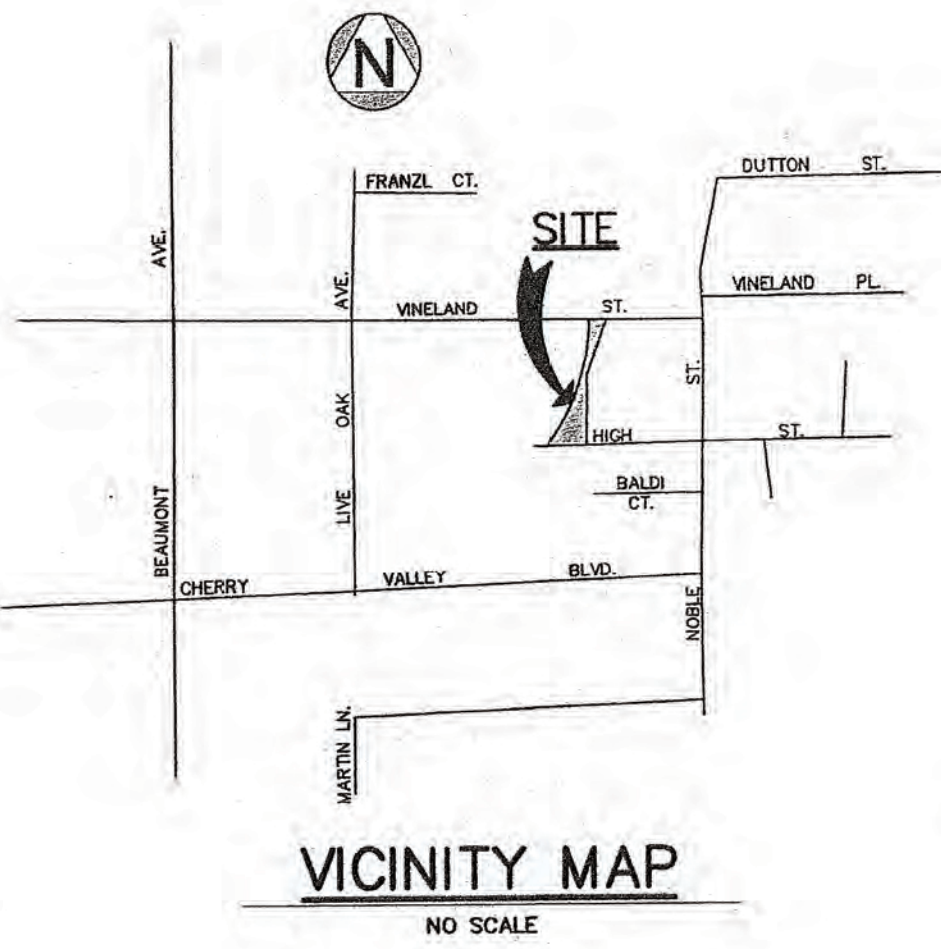 N
DUTTON ST.
FRANZL CT.
SITE
BEAUMONT AVE.
LIVE OAK AVE.
VINELAND ST.
VINELAND PL.
NOBLE ST.
HIGH ST.
BALDI
CT.
CHERRY VALLEY BLVD.
MARTIN LN.
VICINITY MAP
NO SCALE